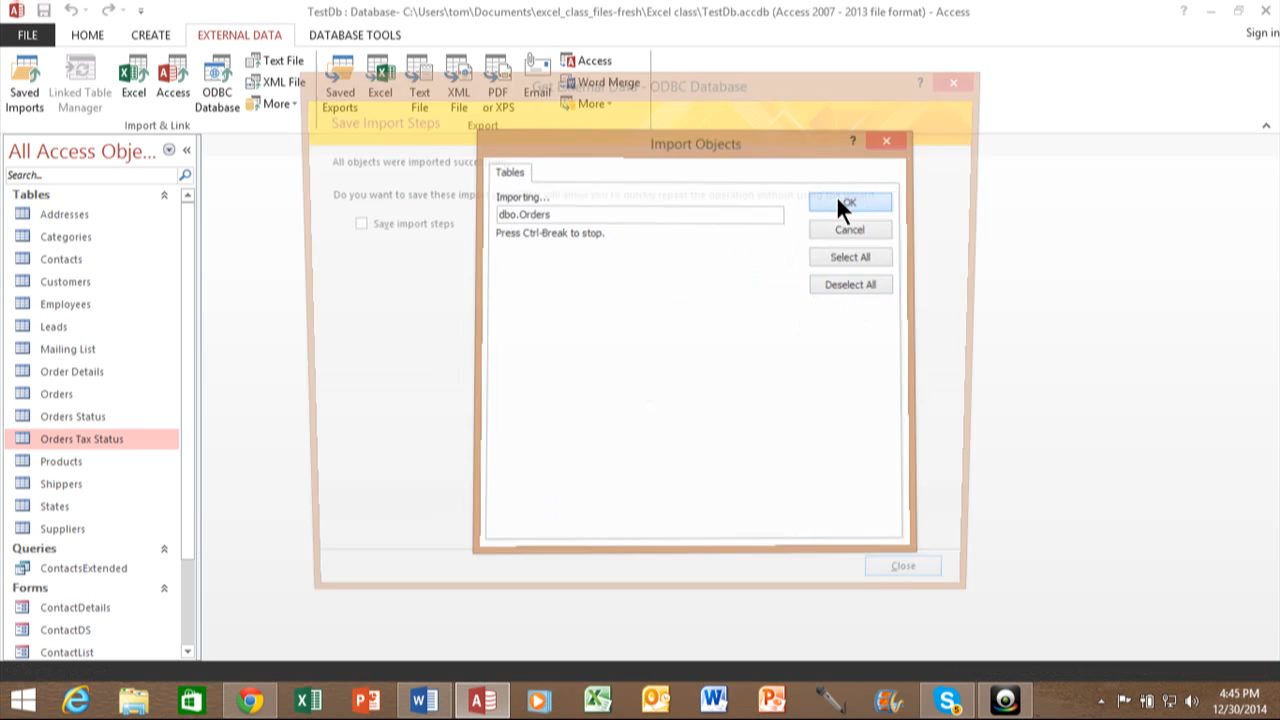 TestDb : Database- C:\Users\tom\Documents\excel_class_files-fresh\Excel class\TestDb.accdb (Access 2007 - 2013 file format) - Access
FILE HOME CREATE EXTERNAL DATA DATABASE TOOLS Sign in
Saved Imports
Linked Table Manager
Excel
Access
ODBC Database
Text File
XML File
More
Import & Link
Saved Exports
Excel
Text File
XML File
PDF or XPS
Email
Access
Word Merge
More
Export
Get External Data - ODBC Database
Save Import Steps
All objects were imported
Do you want to save these
Save import steps
Close
Import Objects
Tables
Importing...
dbo.Orders
Press Ctrl-Break to stop.
OK
Cancel
Select All
Deselect All
All Access Obje...
Search..
Tables
Addresses
Categories
Contacts
Customers
Employees
Leads
Mailing List
Order Details
Orders
Orders Status
Orders Tax Status
Products
Shippers
States
Suppliers
Queries
ContactsExtended
Forms
ContactDetails
ContactDS
ContactList
4:45 PM
12/30/2014